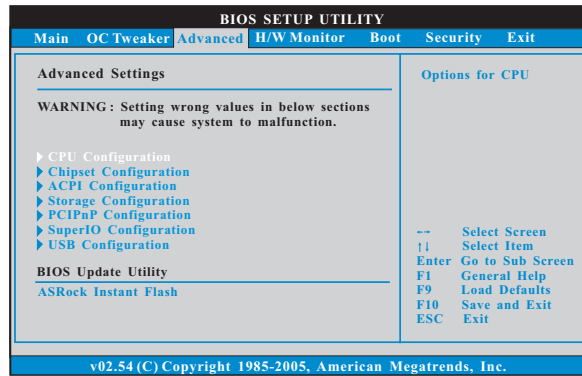 BIOS SETUP UTILITY
Main OC Tweaker Advanced H/W Monitor Boot Security Exit
Advanced Settings
WARNING : Setting wrong values in below sections
may cause system to malfunction.
CPU Configuration
Chipset Configuration
ACPI Configuration
Storage Configuration
PCIPnP Configuration
SuperIO Configuration
USB Configuration
BIOS Update Utility
ASRock Instant Flash
Options for CPU
←→ Select Screen
↑↓ Select Item
Enter Go to Sub Screen
F1 General Help
F9 Load Defaults
F10 Save and Exit
ESC Exit
v02.54 (C) Copyright 1985-2005, American Megatrends, Inc.